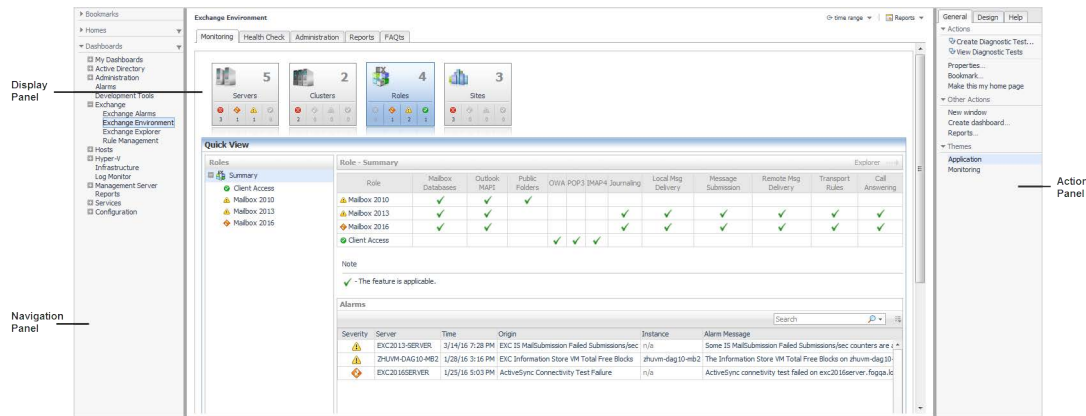 Display
Panel
Navigation
Panel
Bookmarks
Homes
Dashboards
My Dashboards
Active Directory
Administration
Alarms
Development Tools
Exchange
Exchange Alarms
Exchange Environment
Exchange Explorer
Rule Management
Hosts
Hyper-V
Infrastructure
Log Monitor
Management Server
Reports
Services
Configuration
Exchange Environment
time range | Reports
Monitoring Health Check Administration Reports FAQts
5 2 4 3
Servers Clusters Roles Sites
3 1 1 2 1 2 1 3
Quick View
Roles
Summary
Client Access
Mailbox 2010
Mailbox 2013
Mailbox 2016
Role - Summary Explorer
Role Mailbox Databases Outlook MAPI Public Folders OWA POP3 IMAP4 Journaling Local Msg Delivery Message Submission Remote Msg Delivery Transport Rules Call Answering
Mailbox 2010 ✓ ✓ ✓
Mailbox 2013 ✓ ✓ ✓ ✓ ✓ ✓ ✓ ✓
Mailbox 2016 ✓ ✓ ✓ ✓ ✓ ✓ ✓ ✓
Client Access ✓ ✓ ✓
Note
✓ - The feature is applicable.
Alarms
Search
Severity Server Time Origin Instance Alarm Message
EXC2013-SERVER 3/14/16 7:28 PM EXC IS MailSubmission Failed Submissions/sec n/a Some IS MailSubmission Failed Submissions/sec counters are
ZHUVM-DAG10-MB2 1/28/16 3:16 PM EXC Information Store VM Total Free Blocks zhuvm-dag10-mb2 The Information Store VM Total Free Blocks on zhuvm-dag10-
EXC2016SERVER 1/25/16 5:03 PM ActiveSync Connectivity Test Failure n/a ActiveSync connetivity test failed on exc2016server.fogqa.lo
General Design Help
Actions
Create Diagnostic Test...
View Diagnostic Tests
Properties...
Bookmark...
Make this my home page
Other Actions
New window
Create dashboard...
Reports...
Themes
Application
Monitoring
Action
Panel